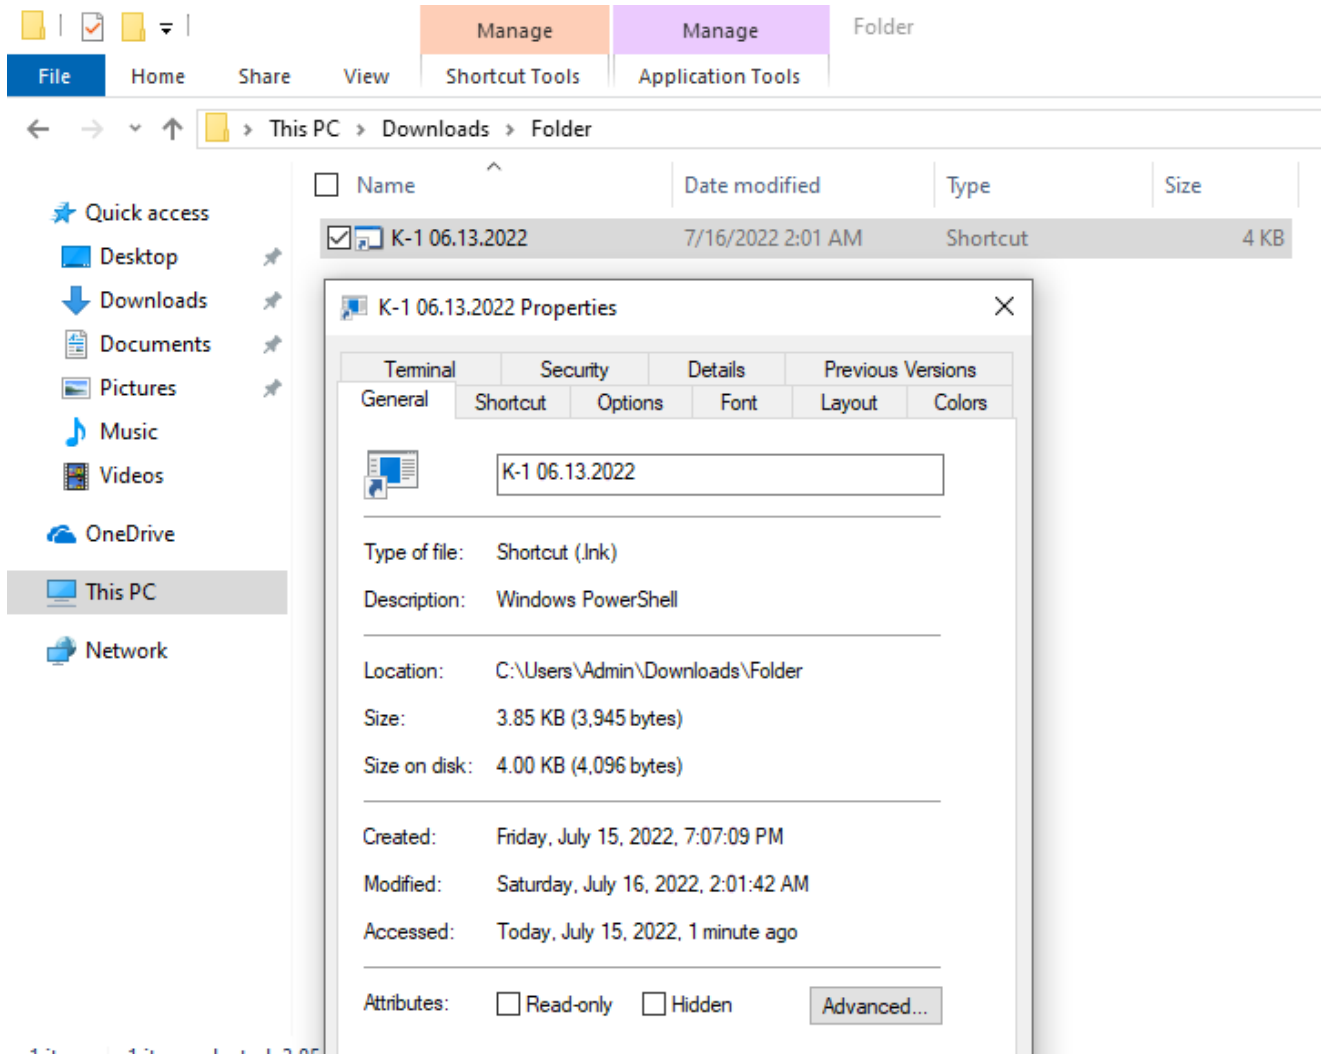 Manage
Manage
Folder
File
Home
Share
View
Shortcut Tools
Application Tools
This PC > Downloads > Folder
Name
Date modified
Type
Size
K-1 06.13.2022
7/16/2022 2:01 AM
Shortcut
4 KB
Quick access
Desktop
Downloads
Documents
Pictures
Music
Videos
OneDrive
This PC
Network
K-1 06.13.2022 Properties
Terminal
Security
Details
Previous Versions
General
Shortcut
Options
Font
Layout
Colors
K-1 06.13.2022
Type of file: Shortcut (.lnk)
Description: Windows PowerShell
Location: C:\Users\Admin\Downloads\Folder
Size: 3.85 KB (3,945 bytes)
Size on disk: 4.00 KB (4,096 bytes)
Created: Friday, July 15, 2022, 7:07:09 PM
Modified: Saturday, July 16, 2022, 2:01:42 AM
Accessed: Today, July 15, 2022, 1 minute ago
Attributes: Read-only Hidden Advanced...